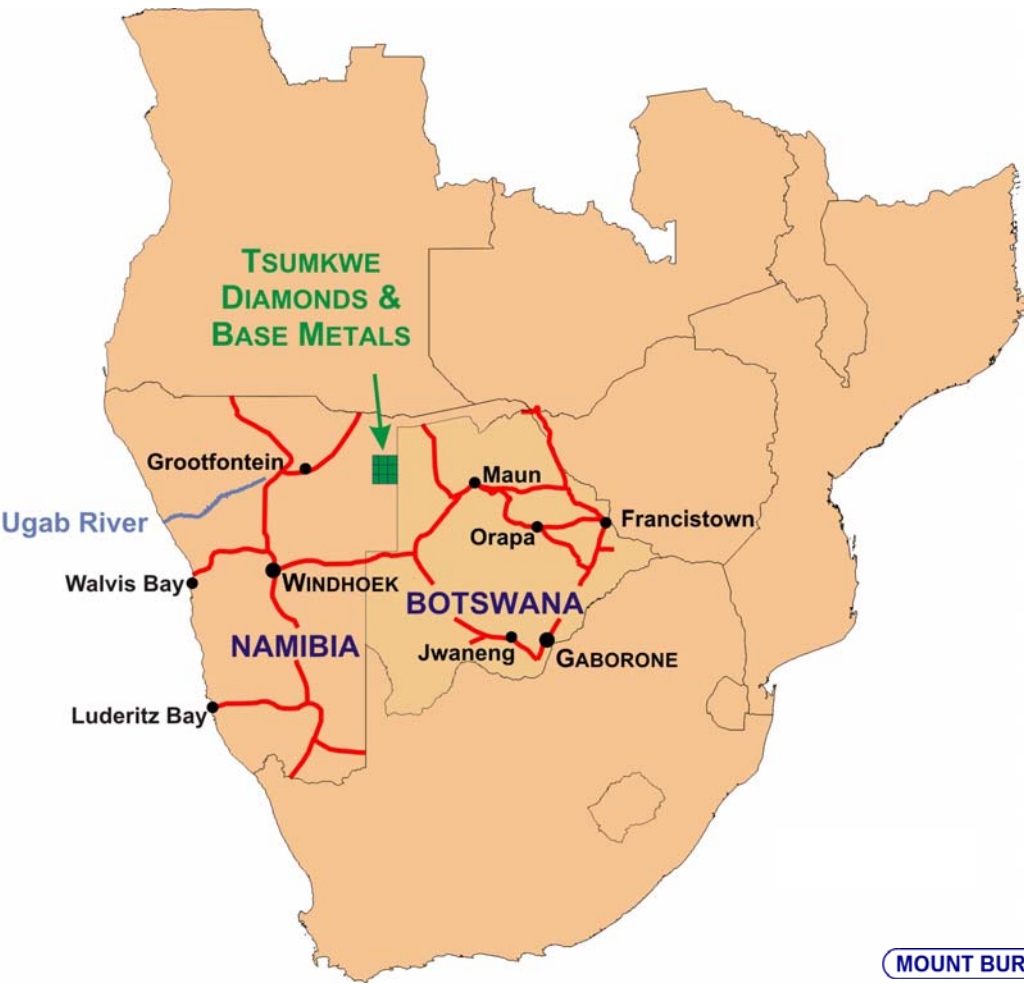 TSUMKWE
DIAMONDS &
BASE METALS
Grootfontein
Maun
Ugab River
Francistown
Orapa
Walvis Bay
WINDHOEK
BOTSWANA
NAMIBIA
Jwaneng
GABORONE
Luderitz Bay
MOUNT BUR